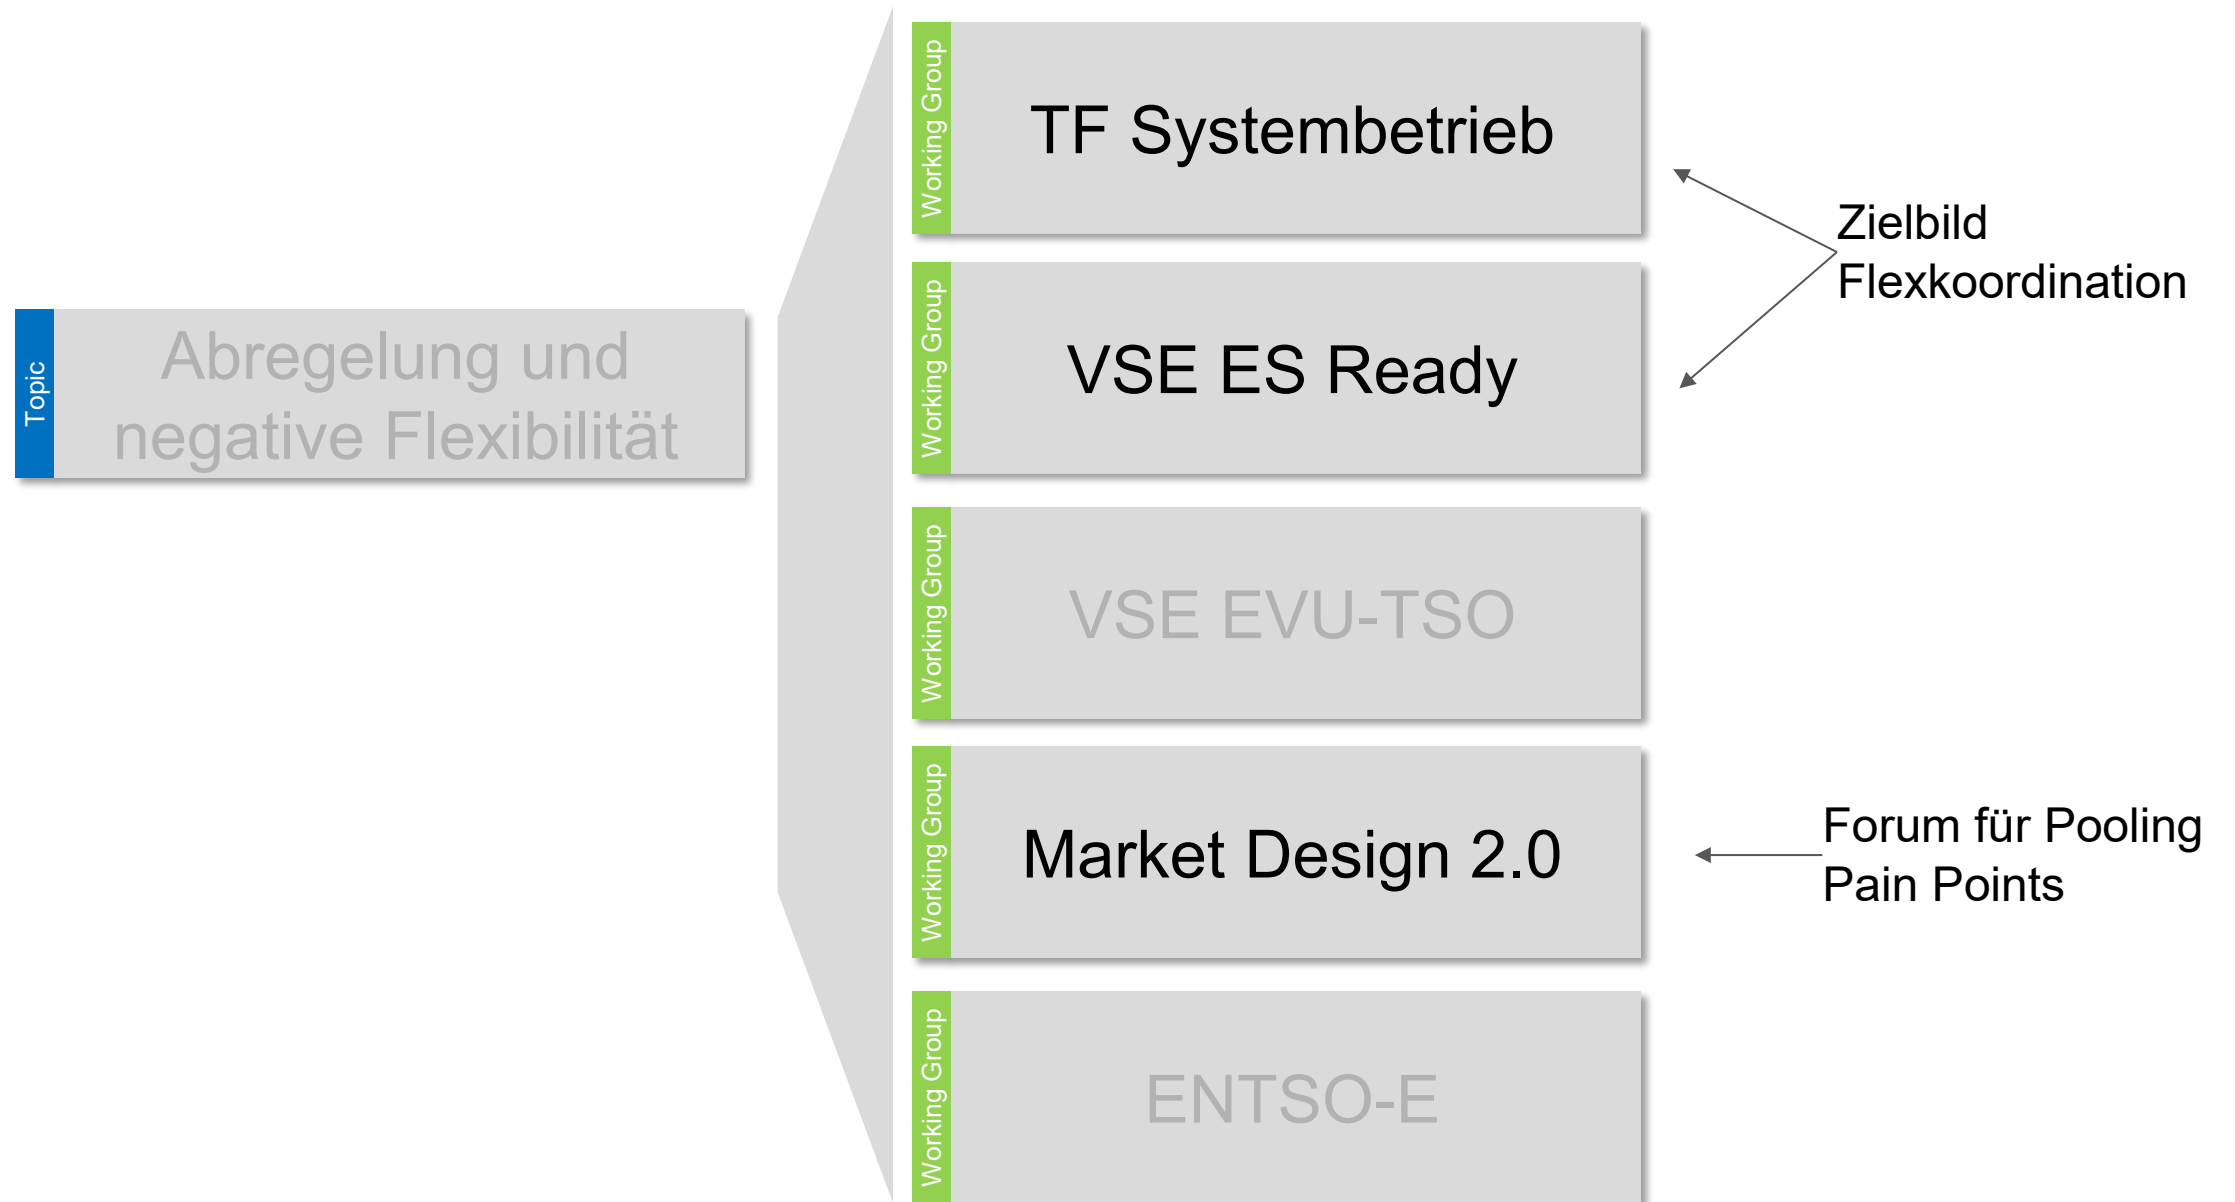 Topic
Abregelung und
negative Flexibilität
Working Group
TF Systembetrieb
Working Group
VSE ES Ready
Working Group
VSE EVU-TSO
Working Group
Market Design 2.0
Working Group
ENTSO-E
Zielbild
Flexkoordination
Forum für Pooling
Pain Points